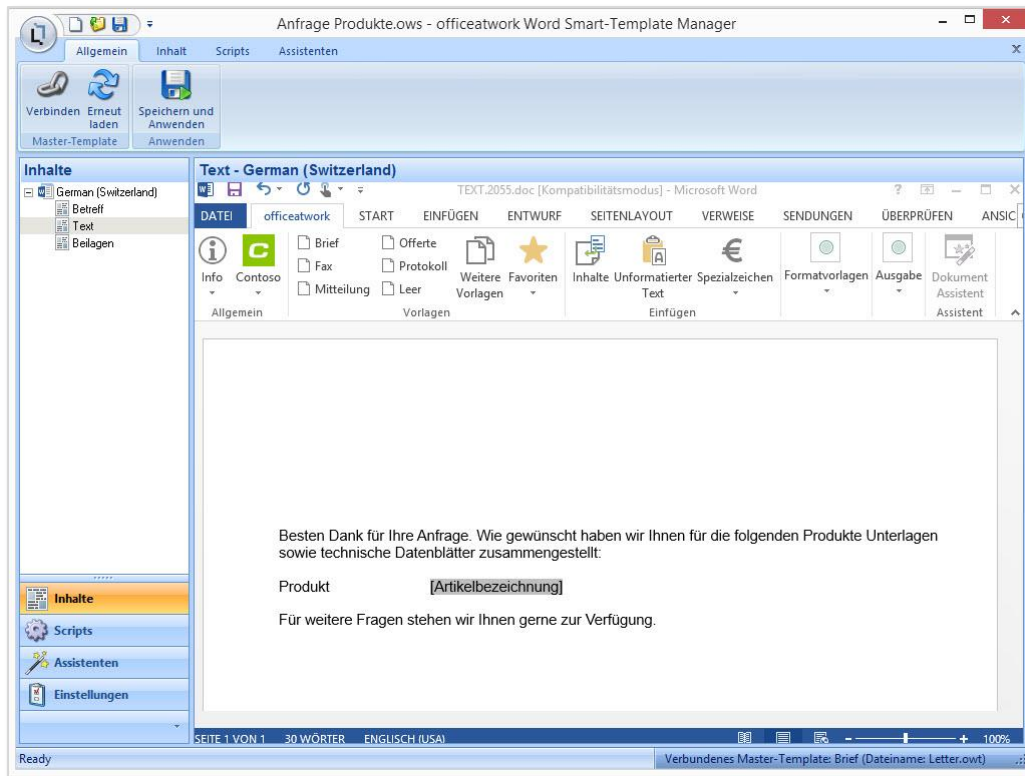 Anfrage Produkte.ows - officeatwork Word Smart-Template Manager
Allgemein Inhalt Scripts Assistenten
Verbinden Erneut laden Speichern und Anwenden
Master-Template Anwenden
Inhalte
German (Switzerland)
Betreff
Text
Beilagen
Inhalte
Scripts
Assistenten
Einstellungen
Text - German (Switzerland)
TEXT.2055.doc [Kompatibilitätsmodus] - Microsoft Word
DATEI officeatwork START EINFÜGEN ENTWURF SEITENLAYOUT VERWEISE SENDUNGEN ÜBERPRÜFEN ANSIC
Brief Offerte
Fax Protokoll
Mitteilung Leer
Info Contoso Weitere Vorlagen Favoriten Inhalte Unformatierter Text Spezialzeichen Formatvorlagen Ausgabe Dokument Assistent
Allgemein Vorlagen Einfügen Assistent
Besten Dank für Ihre Anfrage. Wie gewünscht haben wir Ihnen für die folgenden Produkte Unterlagen
sowie technische Datenblätter zusammengestellt:
Produkt [Artikelbezeichnung]
Für weitere Fragen stehen wir Ihnen gerne zur Verfügung.
SEITE 1 VON 1 30 WÖRTER ENGLISCH (USA) 100%
Ready Verbundenes Master-Template: Brief (Dateiname: Letter.owt)